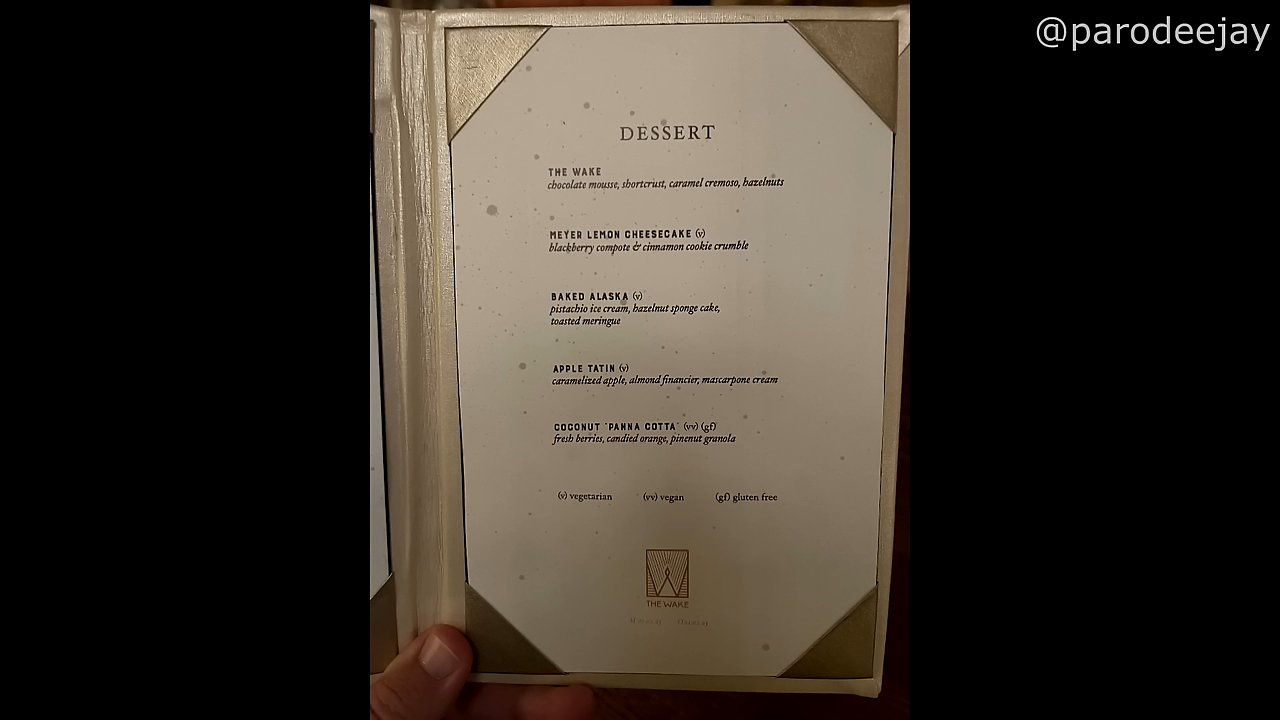 @parodeejay
DESSERT
THE WAKE
chocolate mousse, shortcrust, caramel cremoso, hazelnuts
MEYER LEMON CHEESECAKE (v)
blackberry compote & cinnamon cookie crumble
BAKED ALASKA (v)
pistachio ice cream, hazelnut sponge cake,
toasted meringue
APPLE TATIN (v)
caramelized apple, almond financier, mascarpone cream
COCONUT "PANNA COTTA" (vv) (gf)
fresh berries, candied orange, pinenut granola
(v) vegetarian (vv) vegan (gf) gluten free
THE WAKE